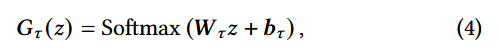 G_τ(z) = Softmax (W_τ z + b_τ), (4)